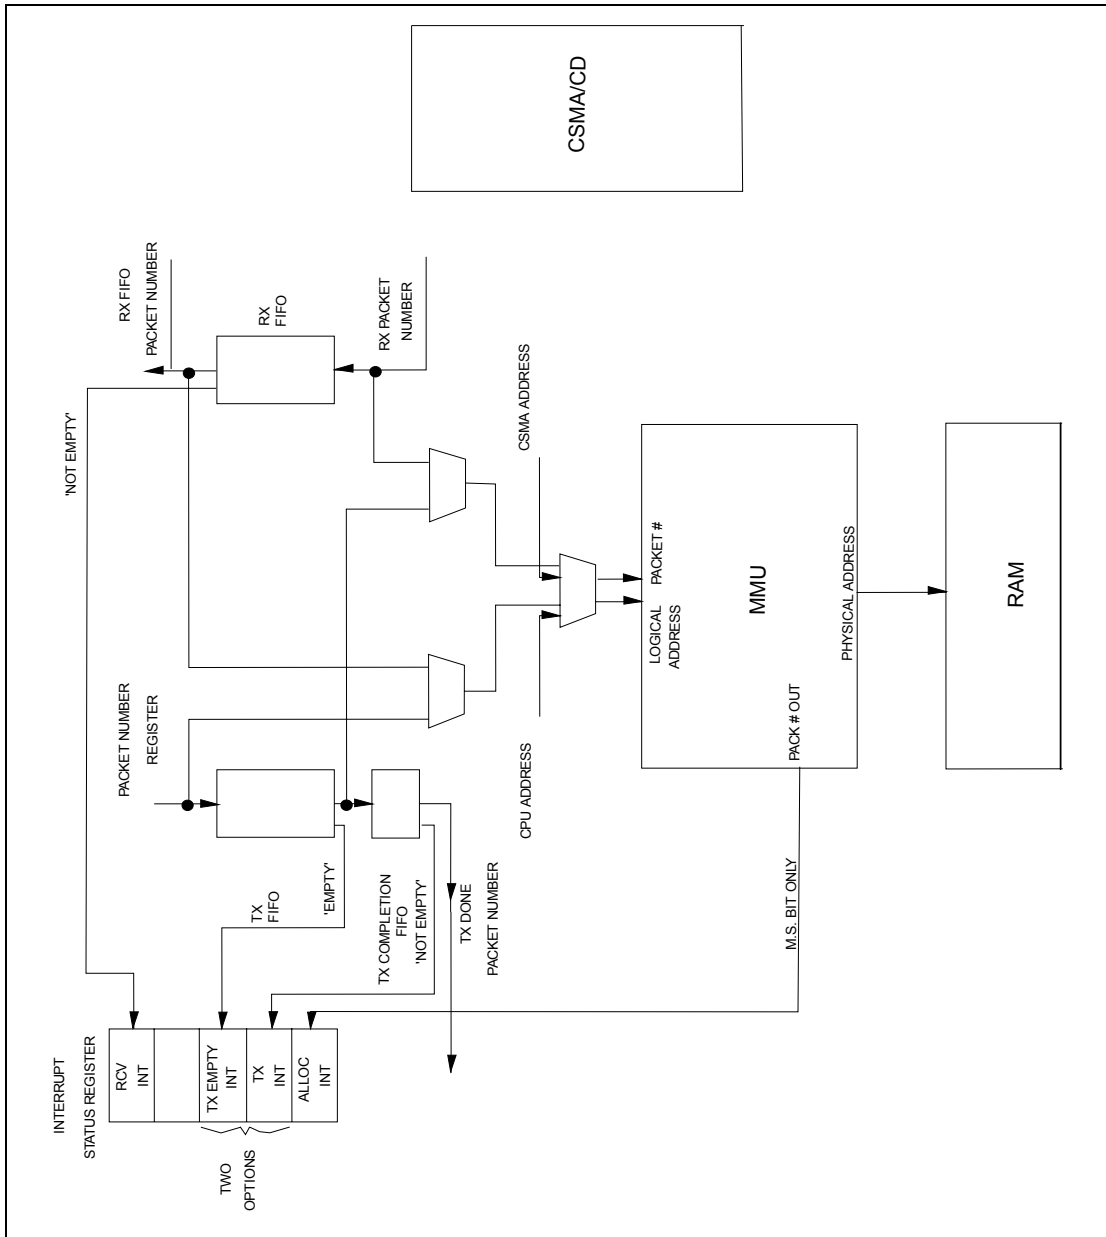 INTERRUPT
STATUS REGISTER
RCV
INT
TX EMPTY
INT
TX
INT
ALLOC
INT
TWO
OPTIONS
'NOT EMPTY'
PACKET NUMBER
REGISTER
TX
FIFO
'EMPTY'
TX COMPLETION
FIFO
'NOT EMPTY'
TX DONE
PACKET NUMBER
RX FIFO
PACKET NUMBER
RX
FIFO
RX PACKET
NUMBER
CPU ADDRESS
CSMA ADDRESS
LOGICAL
ADDRESS
PACKET #
MMU
PACK # OUT
PHYSICAL ADDRESS
M.S. BIT ONLY
RAM
CSMA/CD